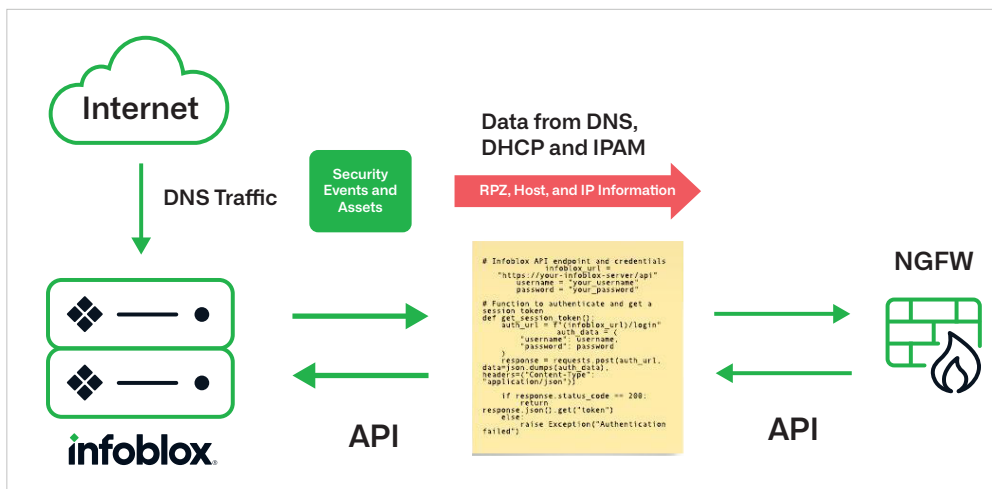 Internet
DNS Traffic
Security
Events and
Assets
Data from DNS,
DHCP and IPAM
RPZ, Host, and IP Information
# Infoblox API endpoint and credentials
infoblox_url =
"https://your-infoblox-server/api"
username = "your_username"
password = "your_password"
# Function to authenticate and get a
session token
def get_session_token():
auth_url = f"(infoblox_url)/login"
auth_data = {
"username": username,
"password": password
}
response = requests.post(auth_url,
data=json.dumps(auth_data),
headers={"Content-Type":
"application/json"})
if response.status_code == 200:
return
response.json().get("token")
else:
raise Exception("Authentication
failed")
NGFW
infoblox®
API
API